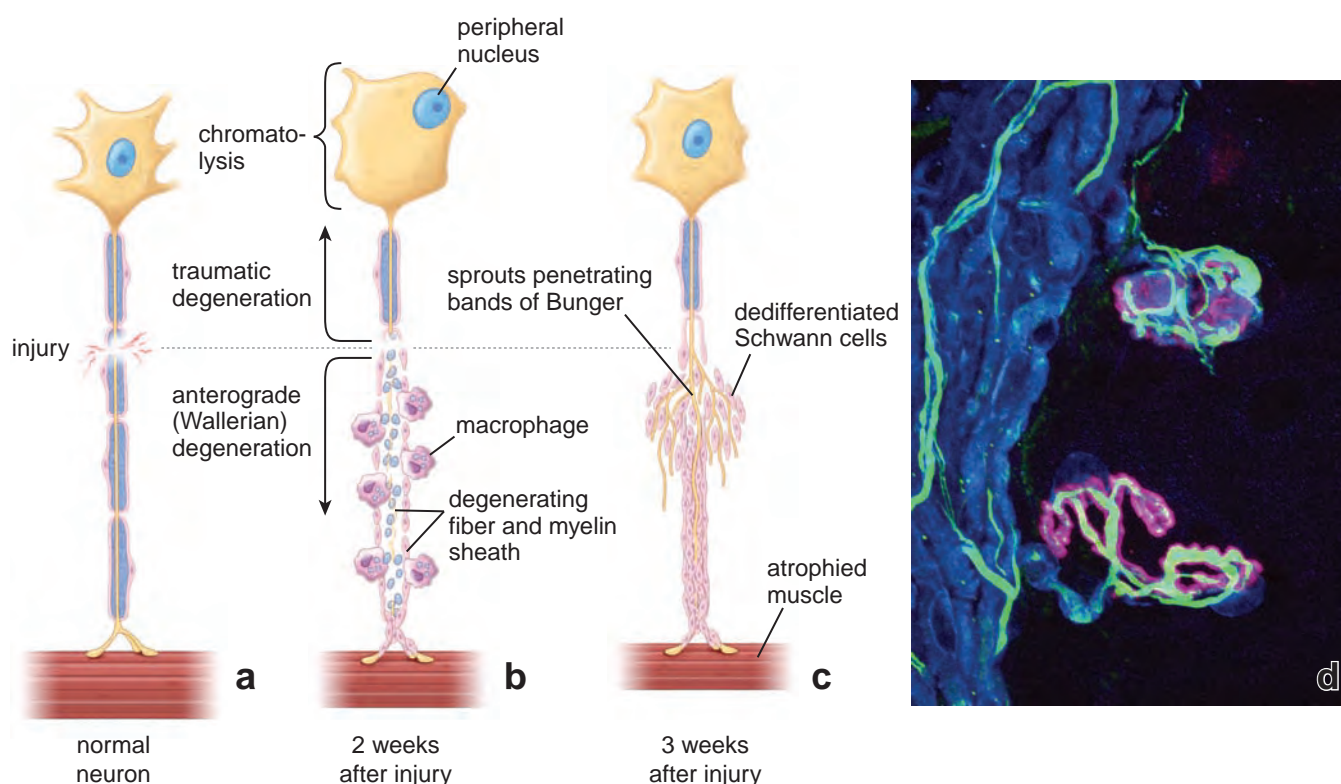 peripheral
nucleus
chromato-
lysis
traumatic
degeneration
sprouts penetrating
bands of Bunger
dedifferentiated
Schwann cells
injury
anterograde
(Wallerian)
degeneration
macrophage
degenerating
fiber and myelin
sheath
atrophied
muscle
a
b
c
d
normal
neuron
2 weeks
after injury
3 weeks
after injury